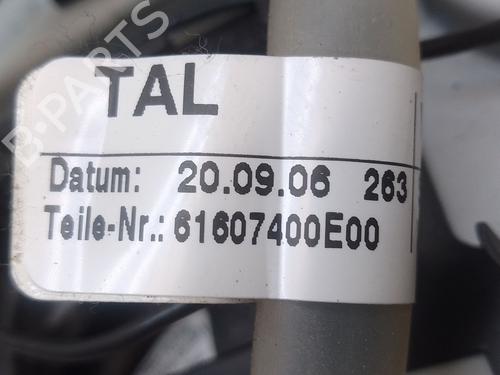 B-PARTS
TAL
Datum: 20.09.06 263
Teile-Nr.: 61607400E00